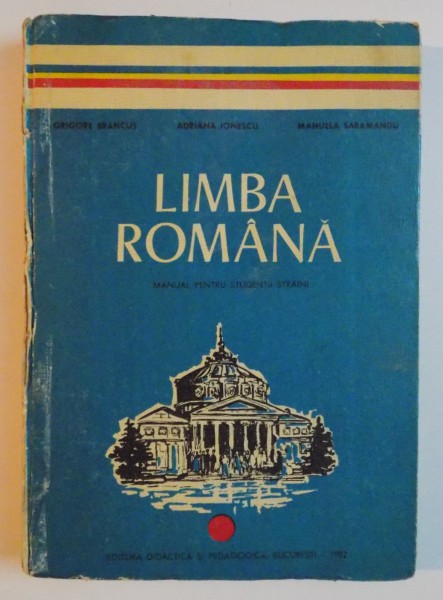 GRIGORE BRÂNCUȘ ADRIANA IONESCU MANUELA SARAMANDU
LIMBA
ROMÂNĂ
MANUAL PENTRU STUDENȚII STRĂINI
EDITURA DIDACTICĂ ȘI PEDAGOGICĂ, BUCUREȘTI - 1982